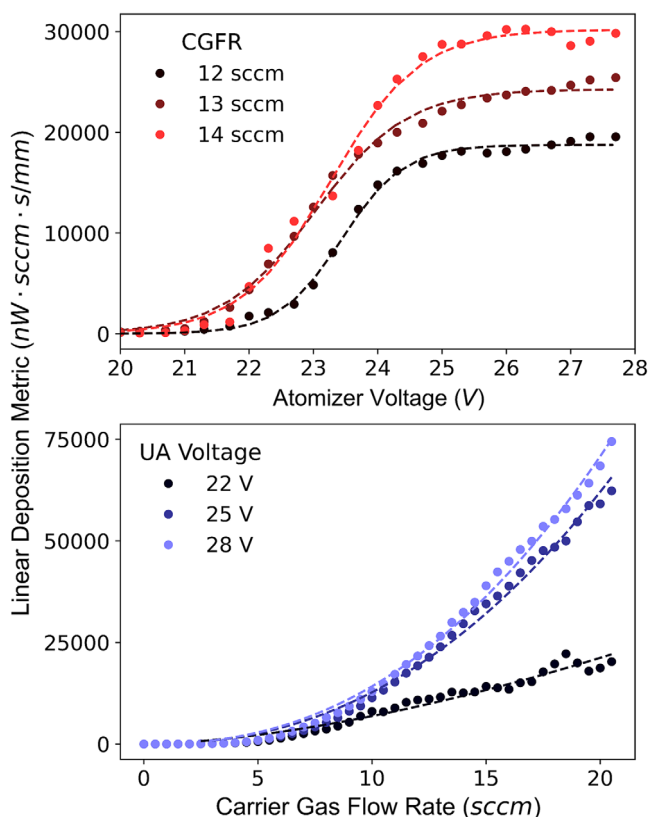 30000
20000
10000
0
CGFR
12 sccm
13 sccm
14 sccm
20 21 22 23 24 25 26 27 28
Atomizer Voltage (V)
Linear Deposition Metric (nW · sccm · s/mm)
75000
50000
25000
0
UA Voltage
22 V
25 V
28 V
0 5 10 15 20
Carrier Gas Flow Rate (sccm)